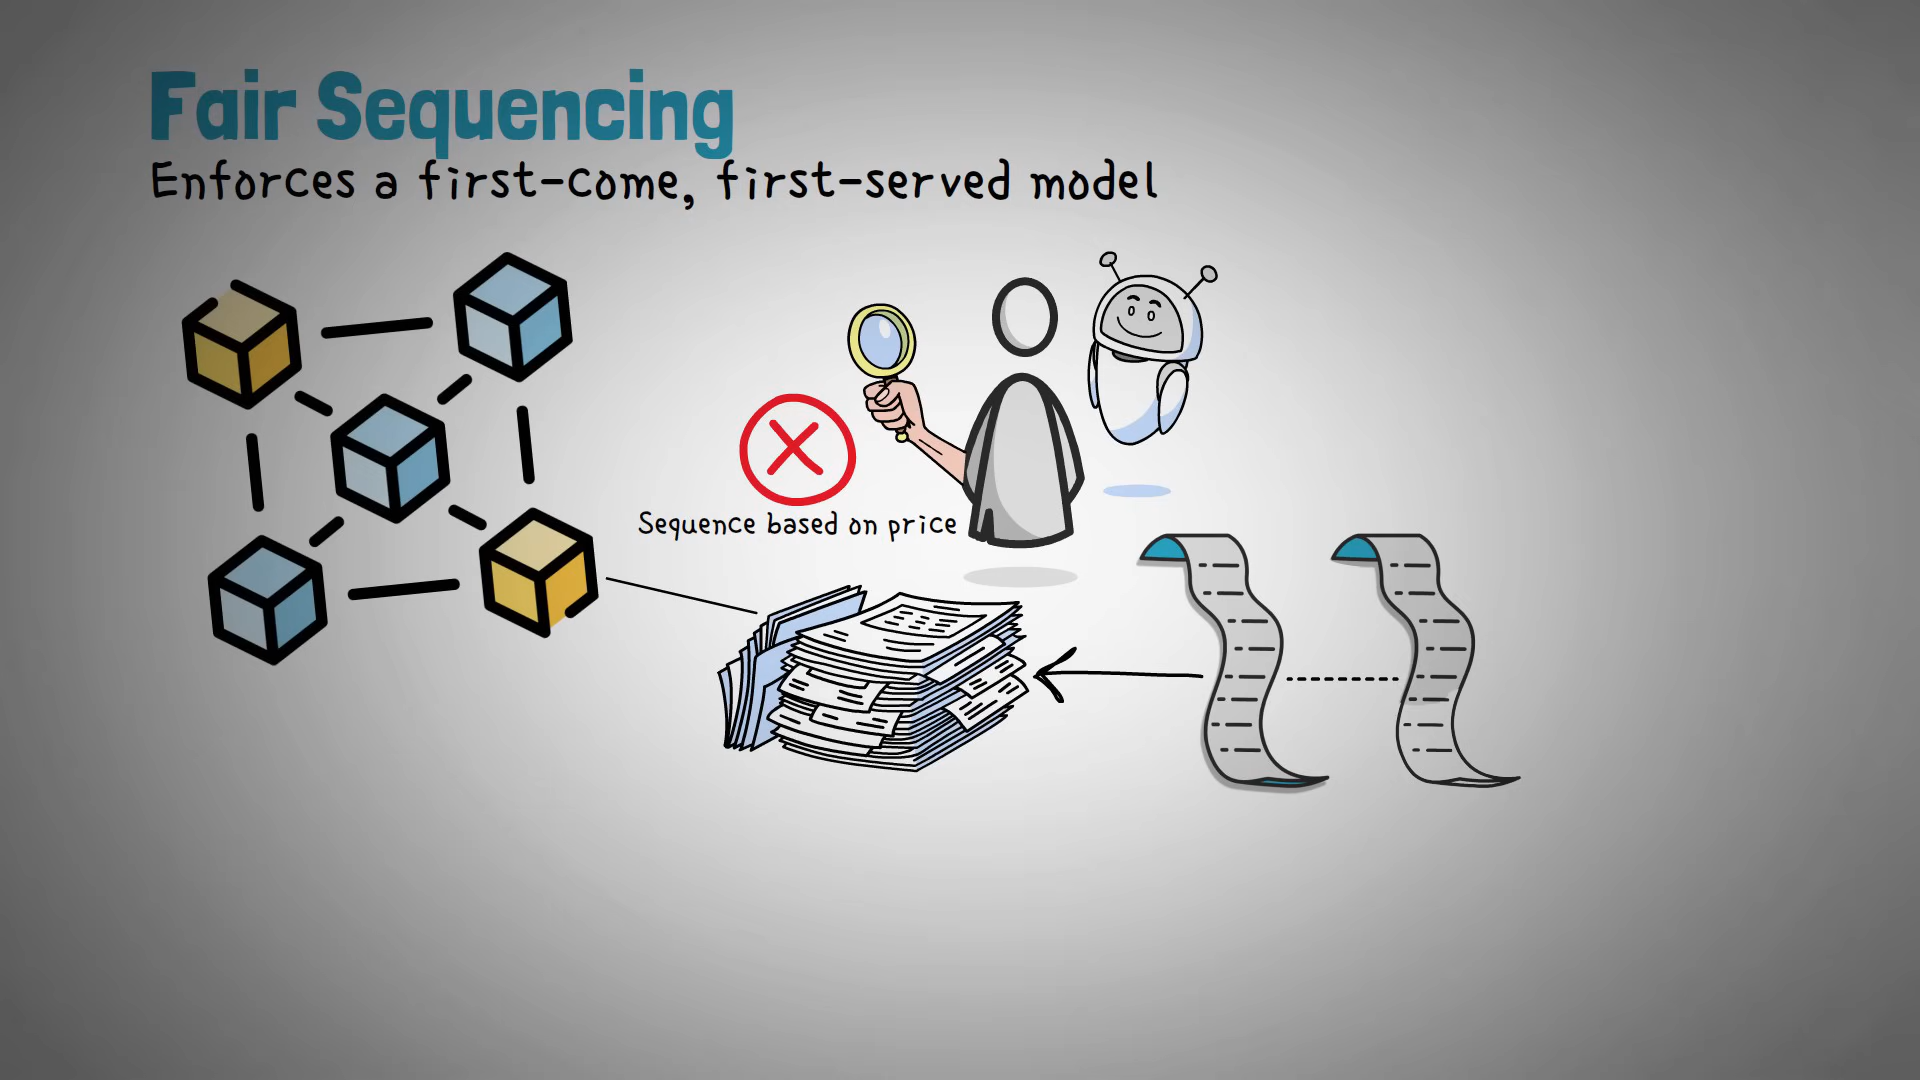 Fair Sequencing
Enforces a first-come, first-served model
Sequence based on price